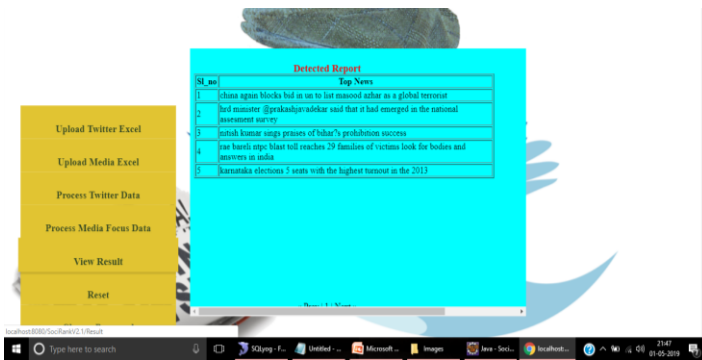 Detected Report
Sl_no Top News
1 china again blocks bid in un to list masood azhar as a global terrorist
2 hrd minister @prakashjavadekar said that it had emerged in the national
assesment survey
3 nitish kumar sings praises of bihar?s prohibition success
4 rae bareli ntpc blast toll reaches 29 families of victims look for bodies and
answers in india
5 karnataka elections 5 seats with the highest turnout in the 2013
Upload Twitter Excel
Upload Media Excel
Process Twitter Data
Process Media Focus Data
View Result
Reset
localhost:8080/SociRankV2.1/Result
Type here to search
SQLyog - F...
Untitled - ...
Microsoft ...
Images
Java - Soci...
localhost:...
21:47
01-05-2019